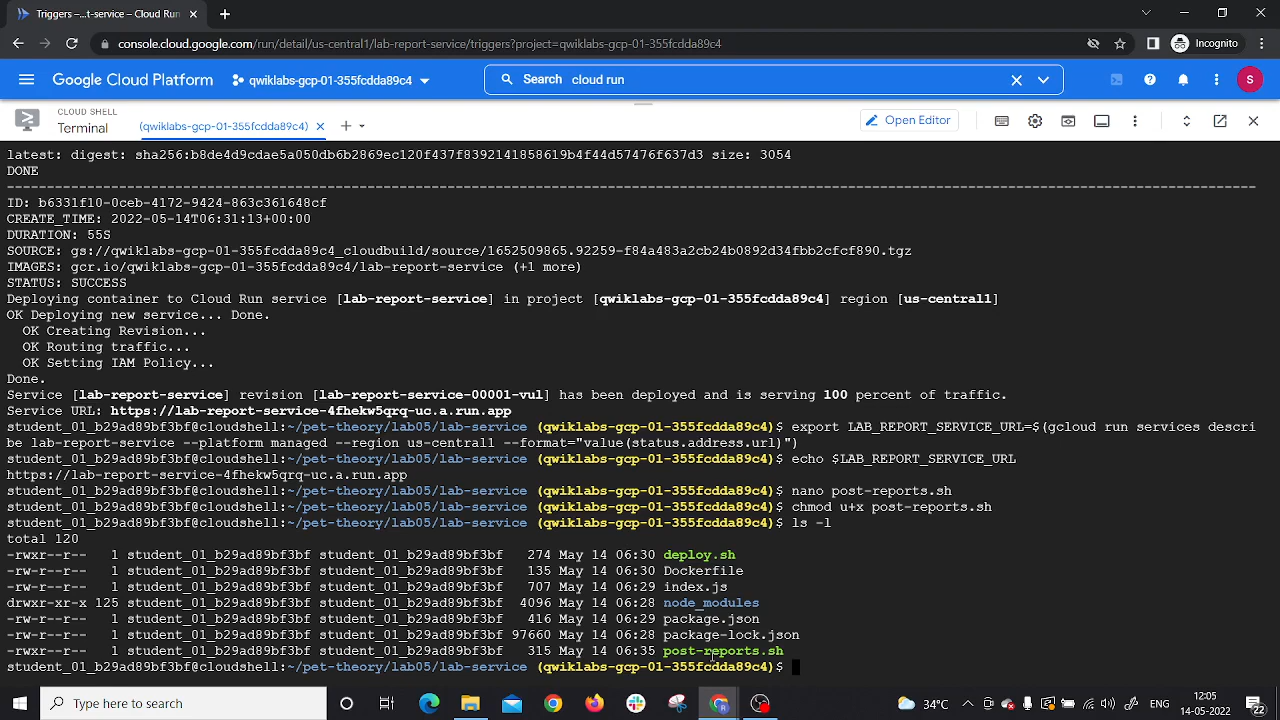 Triggers –...t-service – Cloud Run
console.cloud.google.com/run/detail/us-central1/lab-report-service/triggers?project=qwiklabs-gcp-01-355fcdda89c4
Incognito
Google Cloud Platform
qwiklabs-gcp-01-355fcdda89c4
Search cloud run
S
CLOUD SHELL
Terminal
(qwiklabs-gcp-01-355fcdda89c4)
Open Editor
latest: digest: sha256:b8de4d9cdae5a050db6b2869ec120f437f8392141858619b4f44d57476f637d3 size: 3054
DONE
------------------------------------------------------------------------------------------------------------------------------------------------------------
ID: b6331f10-0ceb-4172-9424-863c361648cf
CREATE_TIME: 2022-05-14T06:31:13+00:00
DURATION: 55S
SOURCE: gs://qwiklabs-gcp-01-355fcdda89c4_cloudbuild/source/1652509865.92259-f84a483a2cb24b0892d34fbb2cfcf890.tgz
IMAGES: gcr.io/qwiklabs-gcp-01-355fcdda89c4/lab-report-service (+1 more)
STATUS: SUCCESS
Deploying container to Cloud Run service [lab-report-service] in project [qwiklabs-gcp-01-355fcdda89c4] region [us-central1]
OK Deploying new service... Done.
OK Creating Revision...
OK Routing traffic...
OK Setting IAM Policy...
Done.
Service [lab-report-service] revision [lab-report-service-00001-vul] has been deployed and is serving 100 percent of traffic.
Service URL: https://lab-report-service-4fhekw5qrq-uc.a.run.app
student_01_b29ad89bf3bf@cloudshell:~/pet-theory/lab05/lab-service (qwiklabs-gcp-01-355fcdda89c4)$ export LAB_REPORT_SERVICE_URL=$(gcloud run services descri
be lab-report-service --platform managed --region us-central1 --format="value(status.address.url)")
student_01_b29ad89bf3bf@cloudshell:~/pet-theory/lab05/lab-service (qwiklabs-gcp-01-355fcdda89c4)$ echo $LAB_REPORT_SERVICE_URL
https://lab-report-service-4fhekw5qrq-uc.a.run.app
student_01_b29ad89bf3bf@cloudshell:~/pet-theory/lab05/lab-service (qwiklabs-gcp-01-355fcdda89c4)$ nano post-reports.sh
student_01_b29ad89bf3bf@cloudshell:~/pet-theory/lab05/lab-service (qwiklabs-gcp-01-355fcdda89c4)$ chmod u+x post-reports.sh
student_01_b29ad89bf3bf@cloudshell:~/pet-theory/lab05/lab-service (qwiklabs-gcp-01-355fcdda89c4)$ ls -l
total 120
-rwxr--r-- 1 student_01_b29ad89bf3bf student_01_b29ad89bf3bf 274 May 14 06:30 deploy.sh
-rw-r--r-- 1 student_01_b29ad89bf3bf student_01_b29ad89bf3bf 135 May 14 06:30 Dockerfile
-rw-r--r-- 1 student_01_b29ad89bf3bf student_01_b29ad89bf3bf 707 May 14 06:29 index.js
drwxr-xr-x 125 student_01_b29ad89bf3bf student_01_b29ad89bf3bf 4096 May 14 06:28 node_modules
-rw-r--r-- 1 student_01_b29ad89bf3bf student_01_b29ad89bf3bf 416 May 14 06:29 package.json
-rw-r--r-- 1 student_01_b29ad89bf3bf student_01_b29ad89bf3bf 97660 May 14 06:28 package-lock.json
-rwxr--r-- 1 student_01_b29ad89bf3bf student_01_b29ad89bf3bf 315 May 14 06:35 post-reports.sh
student_01_b29ad89bf3bf@cloudshell:~/pet-theory/lab05/lab-service (qwiklabs-gcp-01-355fcdda89c4)$
Type here to search
34°C
ENG
12:05
14-05-2022
22